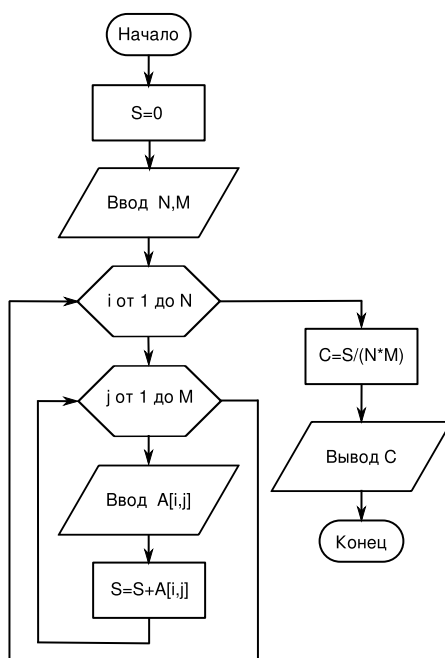 Начало
S=0
Ввод N,M
i от 1 до N
j от 1 до M
Ввод A[i,j]
S=S+A[i,j]
C=S/(N*M)
Вывод C
Конец